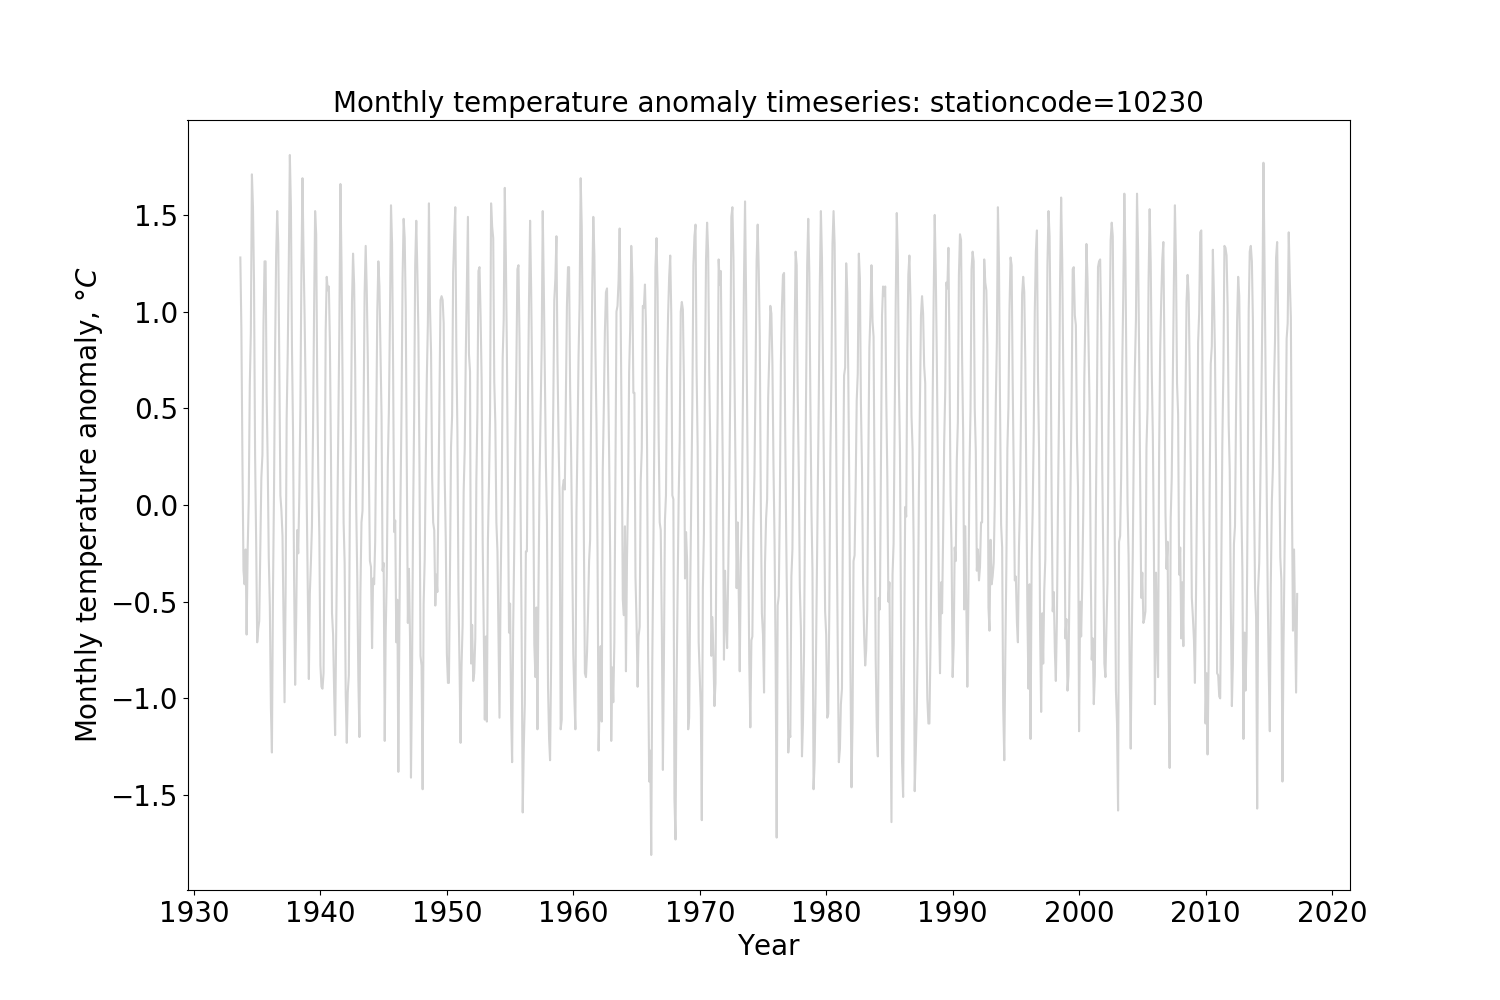 Monthly temperature anomaly timeseries: stationcode=10230
Monthly temperature anomaly, °C
1.5
1.0
0.5
0.0
−0.5
−1.0
−1.5
1930 1940 1950 1960 1970 1980 1990 2000 2010 2020
Year